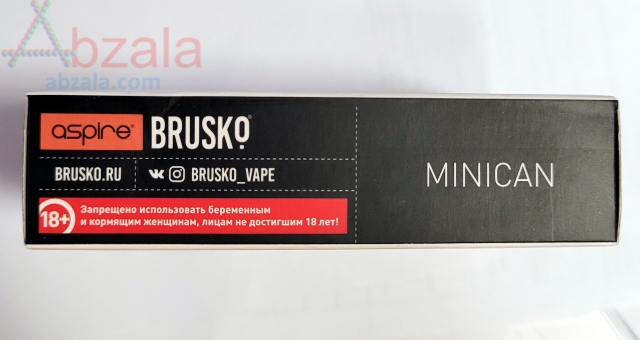 Abzala
abzala.com
aspire®
BRUSKO
BRUSKO.RU
BRUSKO_VAPE
18+
Запрещено использовать беременным
и кормящим женщинам, лицам не достигшим 18 лет!
MINICAN